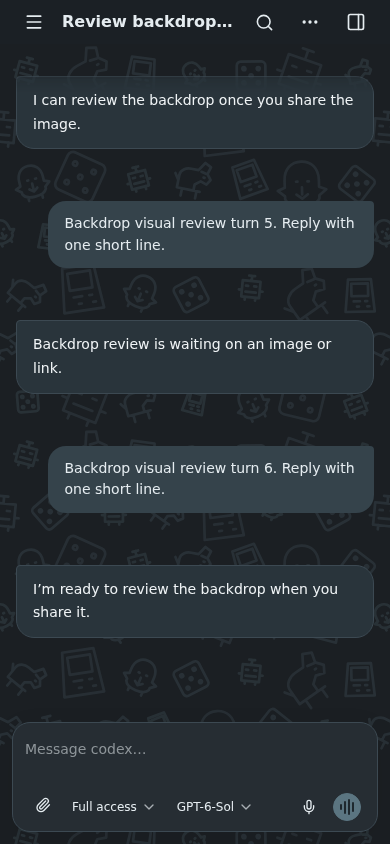 Review backdrop...
I can review the backdrop once you share the
image.
Backdrop visual review turn 5. Reply with
one short line.
Backdrop review is waiting on an image or
link.
Backdrop visual review turn 6. Reply with
one short line.
I’m ready to review the backdrop when you
share it.
Message codex...
Full access GPT-6-Sol